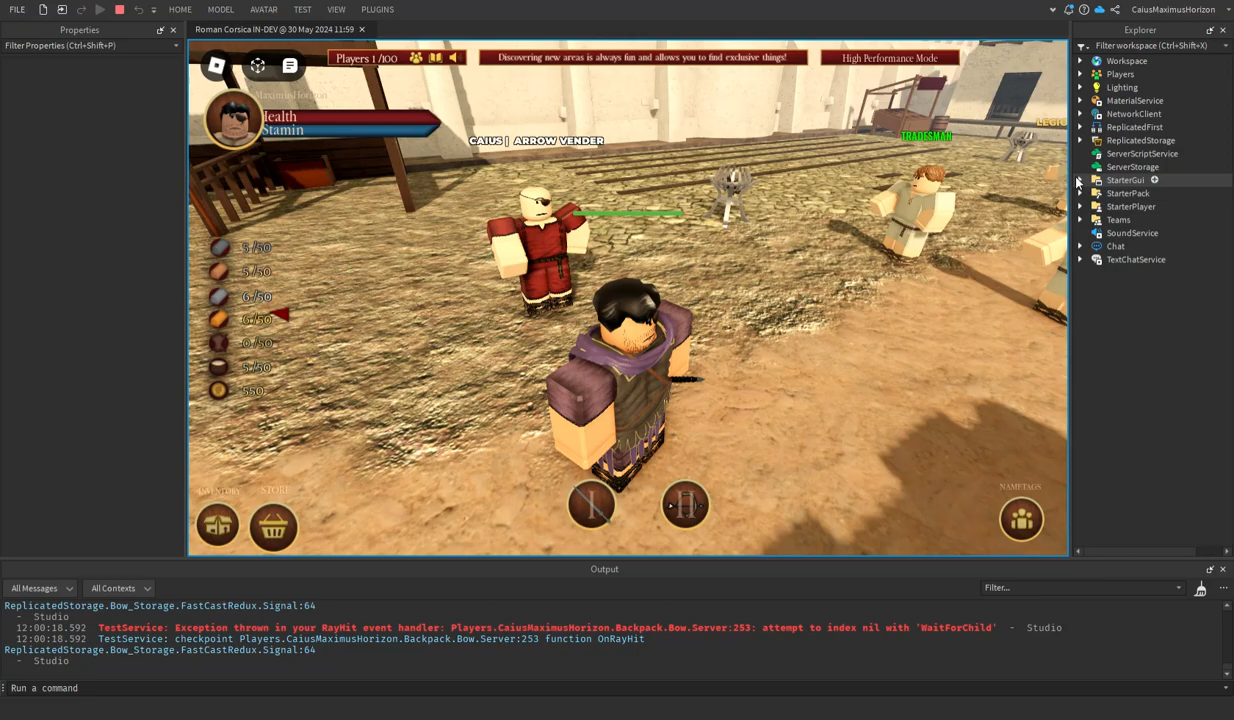 FILE
HOME
MODEL
AVATAR
TEST
VIEW
PLUGINS
CaiusMaximusHorizon
Properties
Roman Corsica IN-DEV @ 30 May 2024 11:59
Explorer
Filter Properties (Ctrl+Shift+P)
Filter workspace (Ctrl+Shift+X)
Players 1/100
Discovering new areas is always fun and allows you to find exclusive things!
High Performance Mode
MaximusHorizon
Health
Stamin
CAIUS | ARROW VENDER
TRADESMAN
LEGIO
5/50
5/50
6/50
6/50
0/50
5/50
550
INVENTORY
STORE
I
H
NAMETAGS
Workspace
Players
Lighting
MaterialService
NetworkClient
ReplicatedFirst
ReplicatedStorage
ServerScriptService
ServerStorage
StarterGui
StarterPack
StarterPlayer
Teams
SoundService
Chat
TextChatService
Output
All Messages
All Contexts
Filter...
ReplicatedStorage.Bow_Storage.FastCastRedux.Signal:64
- Studio
12:00:18.592 TestService: Exception thrown in your RayHit event handler: Players.CaiusMaximusHorizon.Backpack.Bow.Server:253: attempt to index nil with 'WaitForChild' - Studio
12:00:18.592 TestService: checkpoint Players.CaiusMaximusHorizon.Backpack.Bow.Server:253 function OnRayHit
ReplicatedStorage.Bow_Storage.FastCastRedux.Signal:64
- Studio
Run a command